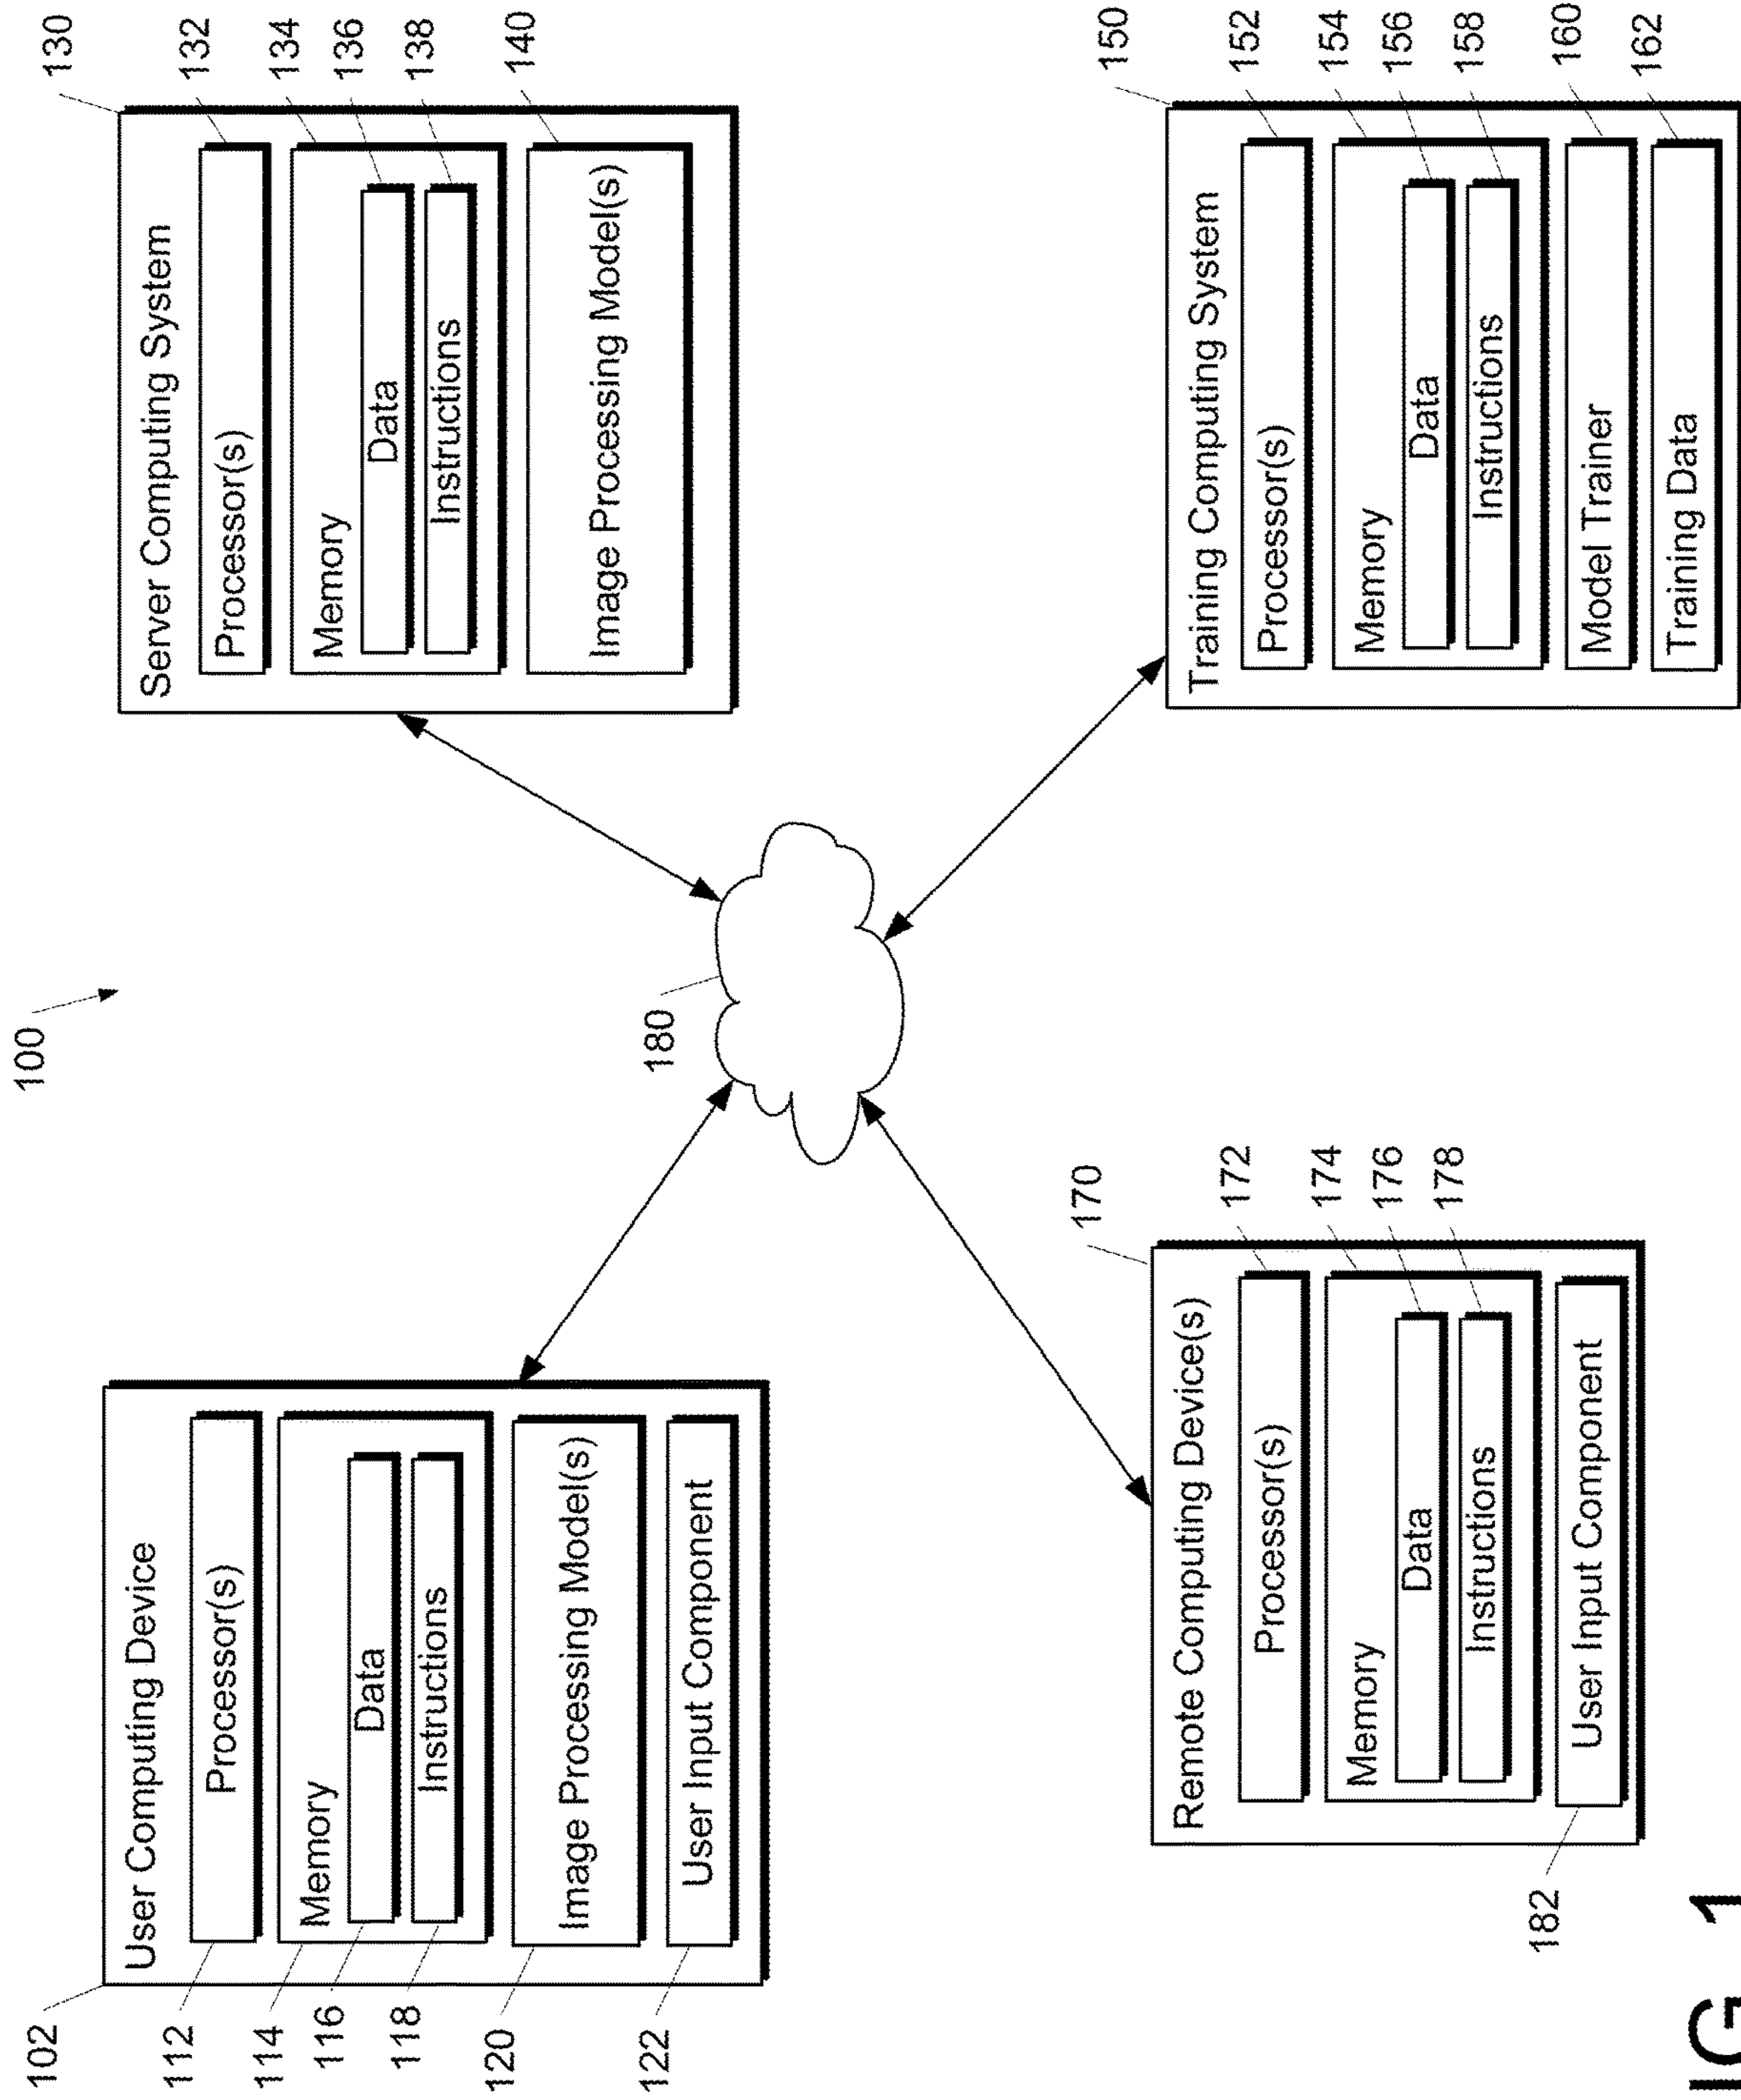 100
102
User Computing Device
112
Processor(s)
114
Memory
116
Data
118
Instructions
120
Image Processing Model(s)
122
User Input Component
130
Server Computing System
132
Processor(s)
134
Memory
136
Data
138
Instructions
140
Image Processing Model(s)
180
170
Remote Computing Device(s)
172
Processor(s)
174
Memory
176
Data
178
Instructions
182
User Input Component
150
Training Computing System
152
Processor(s)
154
Memory
156
Data
158
Instructions
160
Model Trainer
162
Training Data
IG. 1